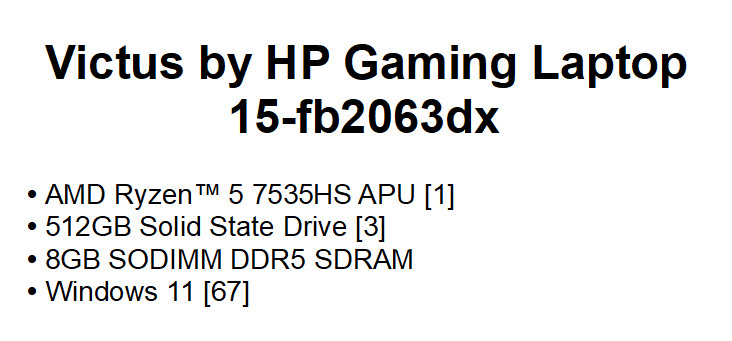 Victus by HP Gaming Laptop
15-fb2063dx
• AMD Ryzen™ 5 7535HS APU [1]
• 512GB Solid State Drive [3]
• 8GB SODIMM DDR5 SDRAM
• Windows 11 [67]